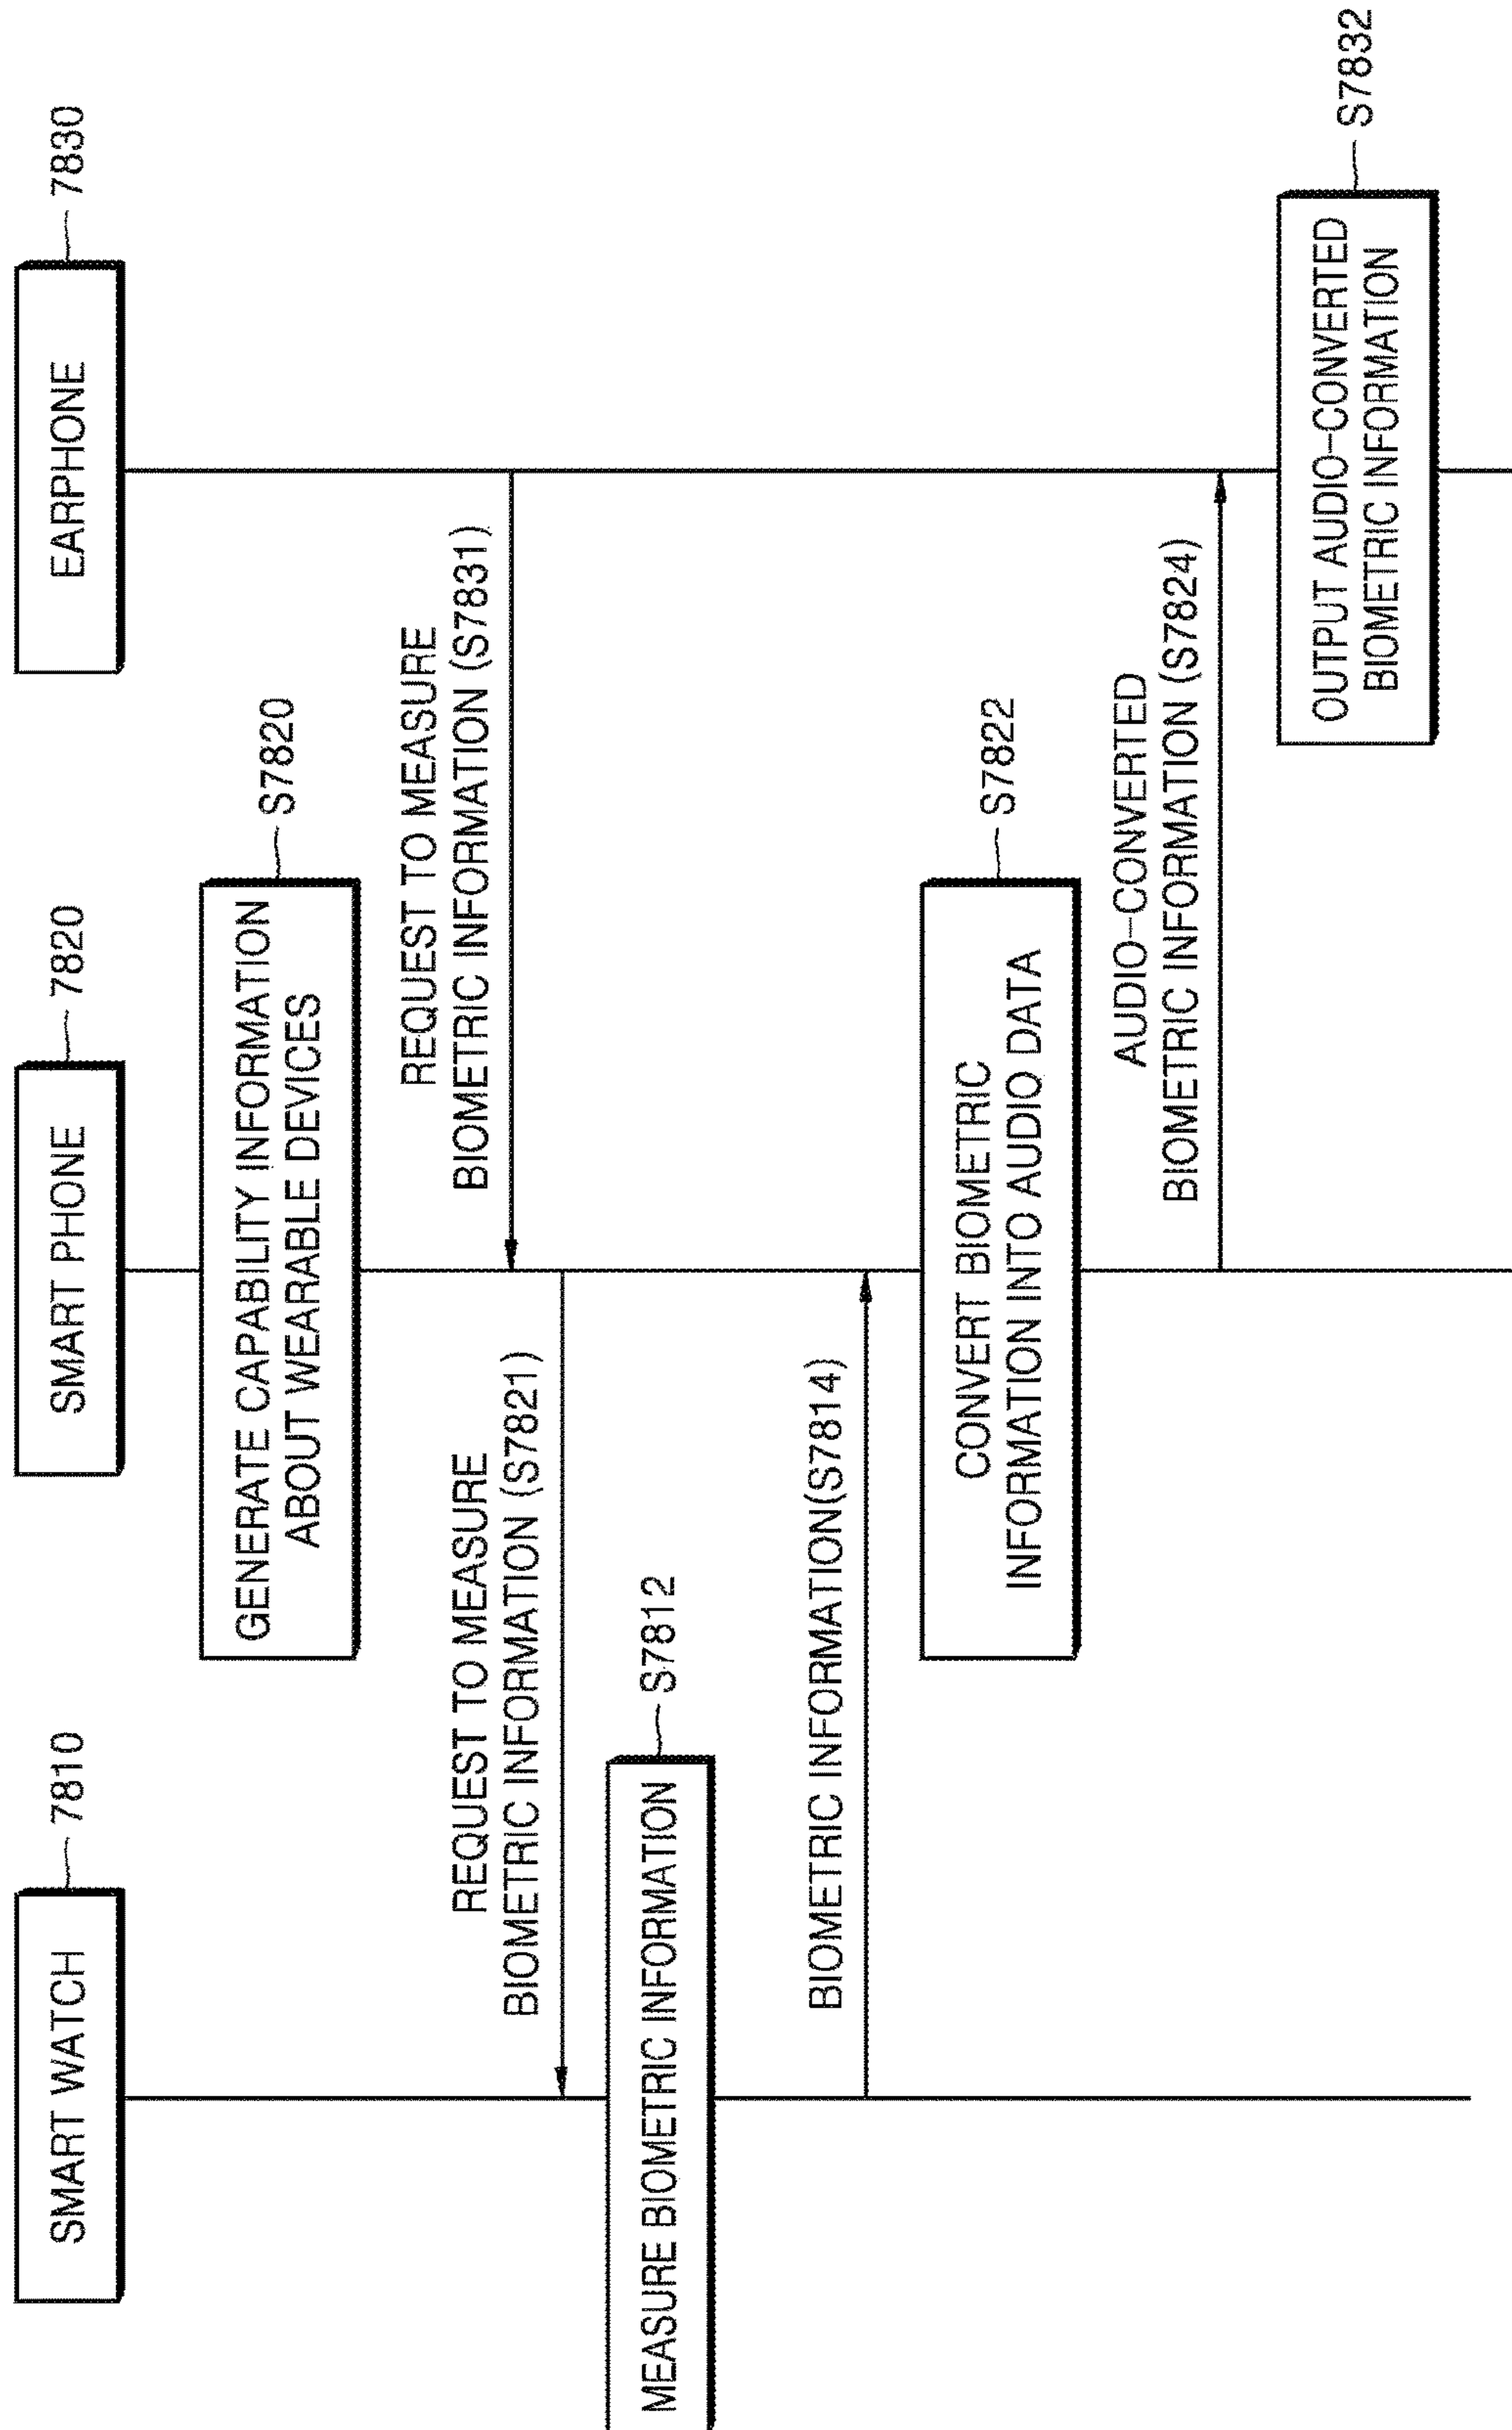 SMART WATCH
7810
SMART PHONE
7820
EARPHONE
7830
GENERATE CAPABILITY INFORMATION
ABOUT WEARABLE DEVICES
S7820
REQUEST TO MEASURE
BIOMETRIC INFORMATION (S7831)
REQUEST TO MEASURE
BIOMETRIC INFORMATION (S7821)
MEASURE BIOMETRIC INFORMATION
S7812
BIOMETRIC INFORMATION(S7814)
CONVERT BIOMETRIC
INFORMATION INTO AUDIO DATA
S7822
AUDIO-CONVERTED
BIOMETRIC INFORMATION (S7824)
OUTPUT AUDIO-CONVERTED
BIOMETRIC INFORMATION
S7832